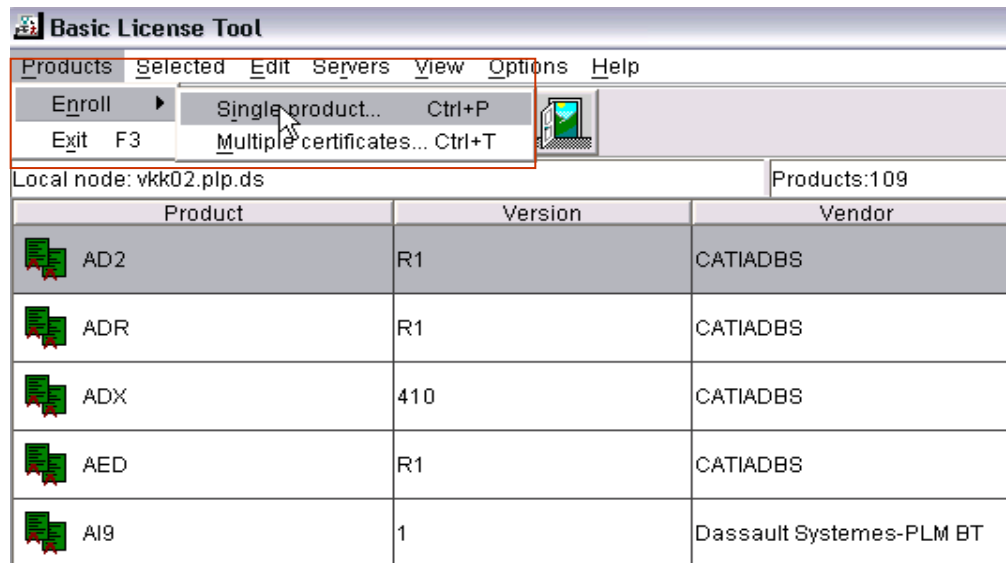 Basic License Tool
Products Selected Edit Servers View Options Help
Enroll Single product... Ctrl+P
Exit F3 Multiple certificates... Ctrl+T
Local node: vkk02.plp.ds Products:109
Product Version Vendor
AD2 R1 CATIADBS
ADR R1 CATIADBS
ADX 410 CATIADBS
AED R1 CATIADBS
AI9 1 Dassault Systemes-PLM BT